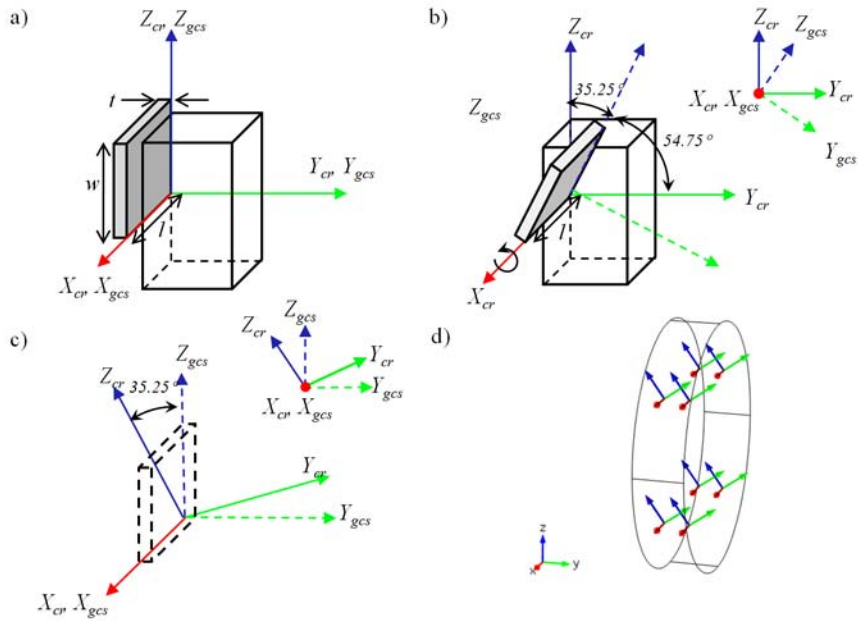 a)
Z_cr, Z_gcs
t
w
l
Y_cr, Y_gcs
X_cr, X_gcs
b)
Z_cr
35.25°
Z_gcs
54.75°
Y_cr
l
X_cr
Z_cr
Z_gcs
X_cr, X_gcs
Y_cr
Y_gcs
c)
Z_cr
35.25°
Z_gcs
Y_cr
Y_gcs
X_cr, X_gcs
Z_cr
Z_gcs
Y_cr
Y_gcs
X_cr, X_gcs
d)
z
x
y